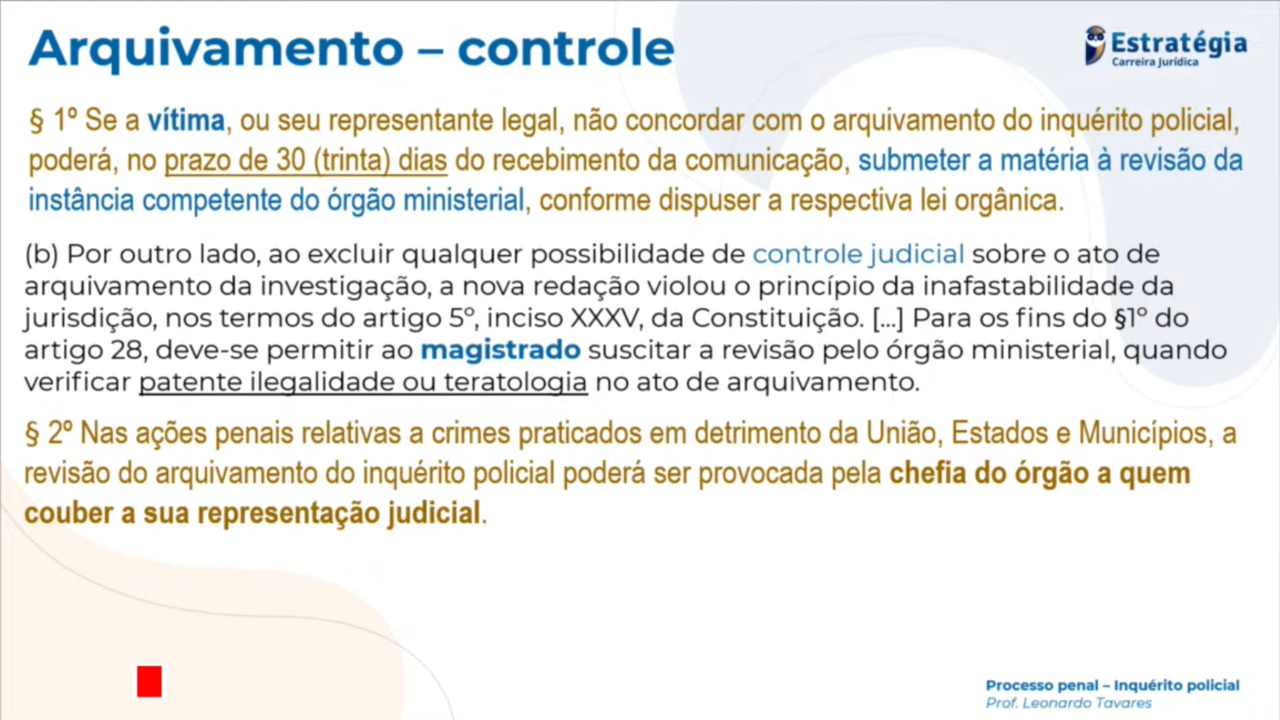 Arquivamento – controle
Estratégia
Carreira Jurídica
§ 1º Se a vítima, ou seu representante legal, não concordar com o arquivamento do inquérito policial,
poderá, no prazo de 30 (trinta) dias do recebimento da comunicação, submeter a matéria à revisão da
instância competente do órgão ministerial, conforme dispuser a respectiva lei orgânica.
(b) Por outro lado, ao excluir qualquer possibilidade de controle judicial sobre o ato de
arquivamento da investigação, a nova redação violou o princípio da inafastabilidade da
jurisdição, nos termos do artigo 5º, inciso XXXV, da Constituição. [...] Para os fins do §1º do
artigo 28, deve-se permitir ao magistrado suscitar a revisão pelo órgão ministerial, quando
verificar patente ilegalidade ou teratologia no ato de arquivamento.
§ 2º Nas ações penais relativas a crimes praticados em detrimento da União, Estados e Municípios, a
revisão do arquivamento do inquérito policial poderá ser provocada pela chefia do órgão a quem
couber a sua representação judicial.
Processo penal – Inquérito policial
Prof. Leonardo Tavares